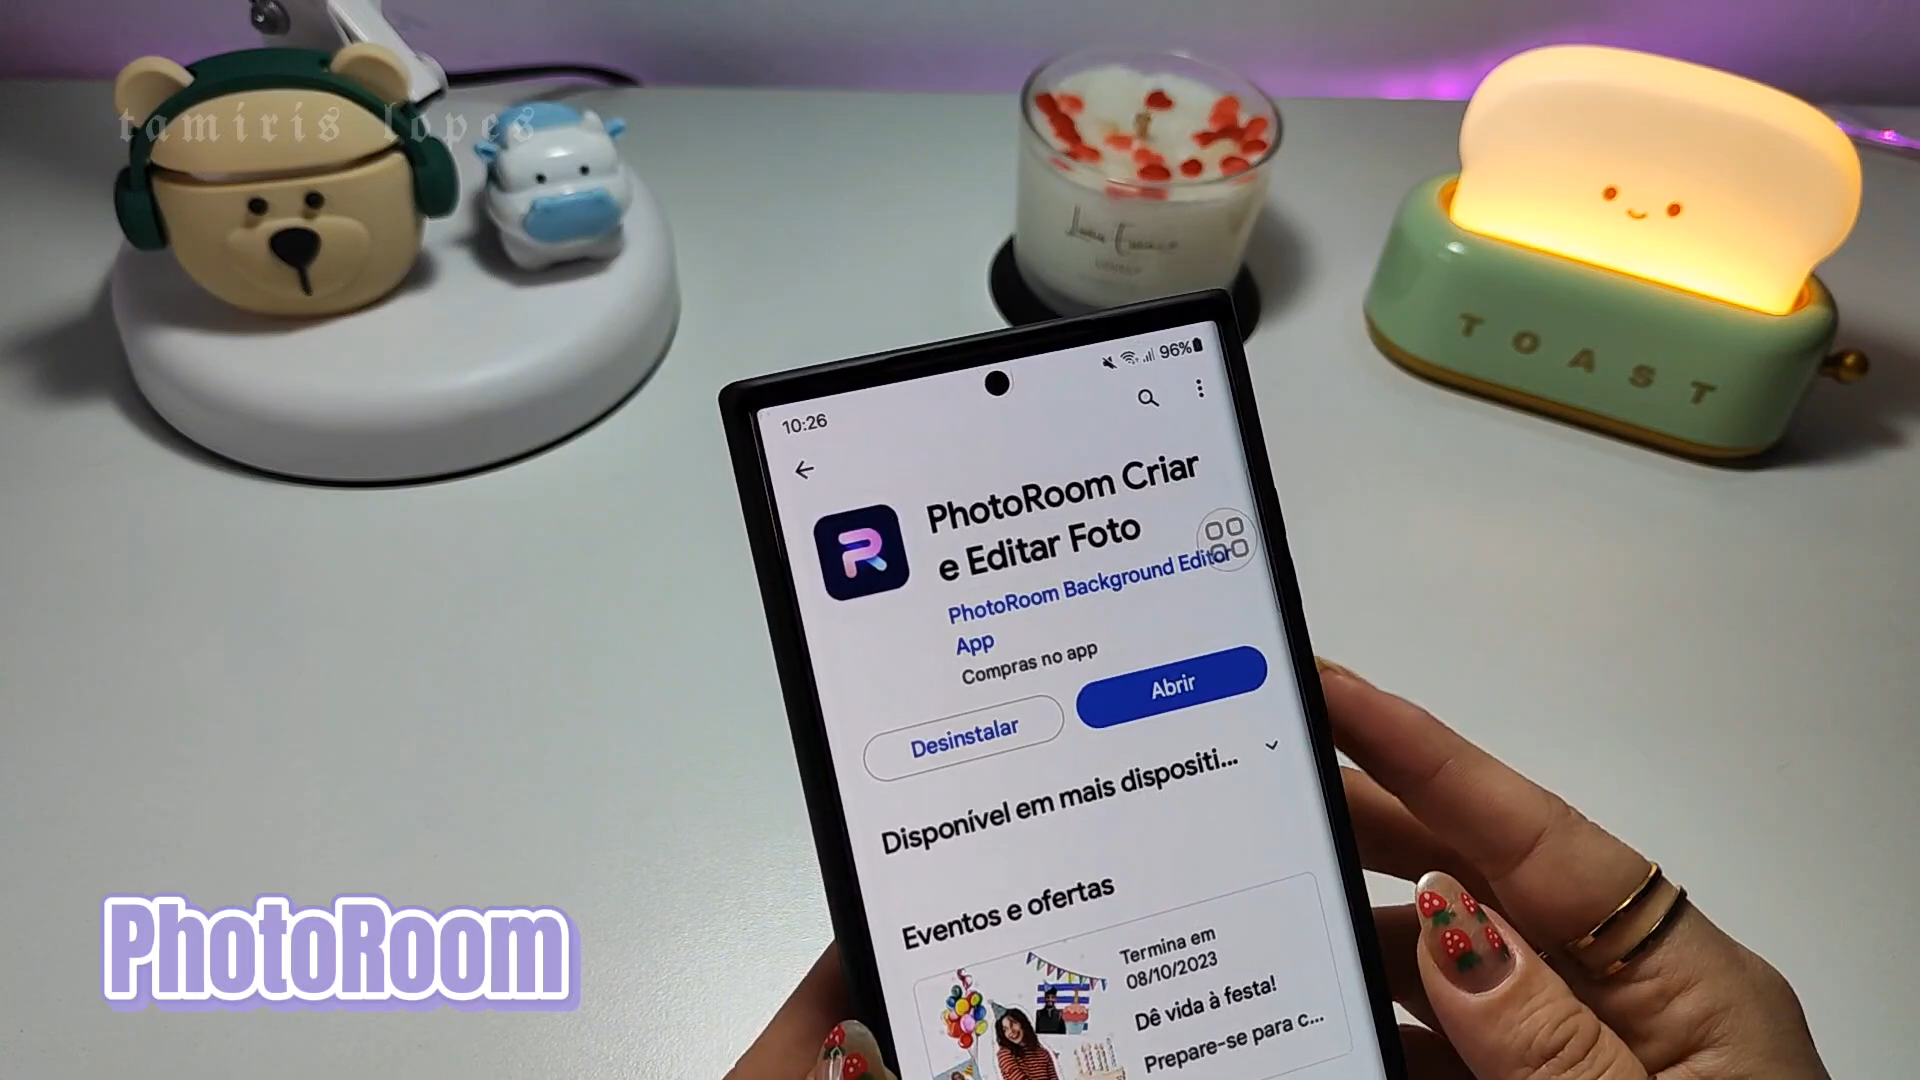 tamiris lopes
TOAST
10:26
96%
PhotoRoom Criar
e Editar Foto
PhotoRoom Background Editor
App
Compras no app
Desinstalar
Abrir
Disponível em mais dispositi...
Eventos e ofertas
Termina em
08/10/2023
Dê vida à festa!
Prepare-se para c...
PhotoRoom